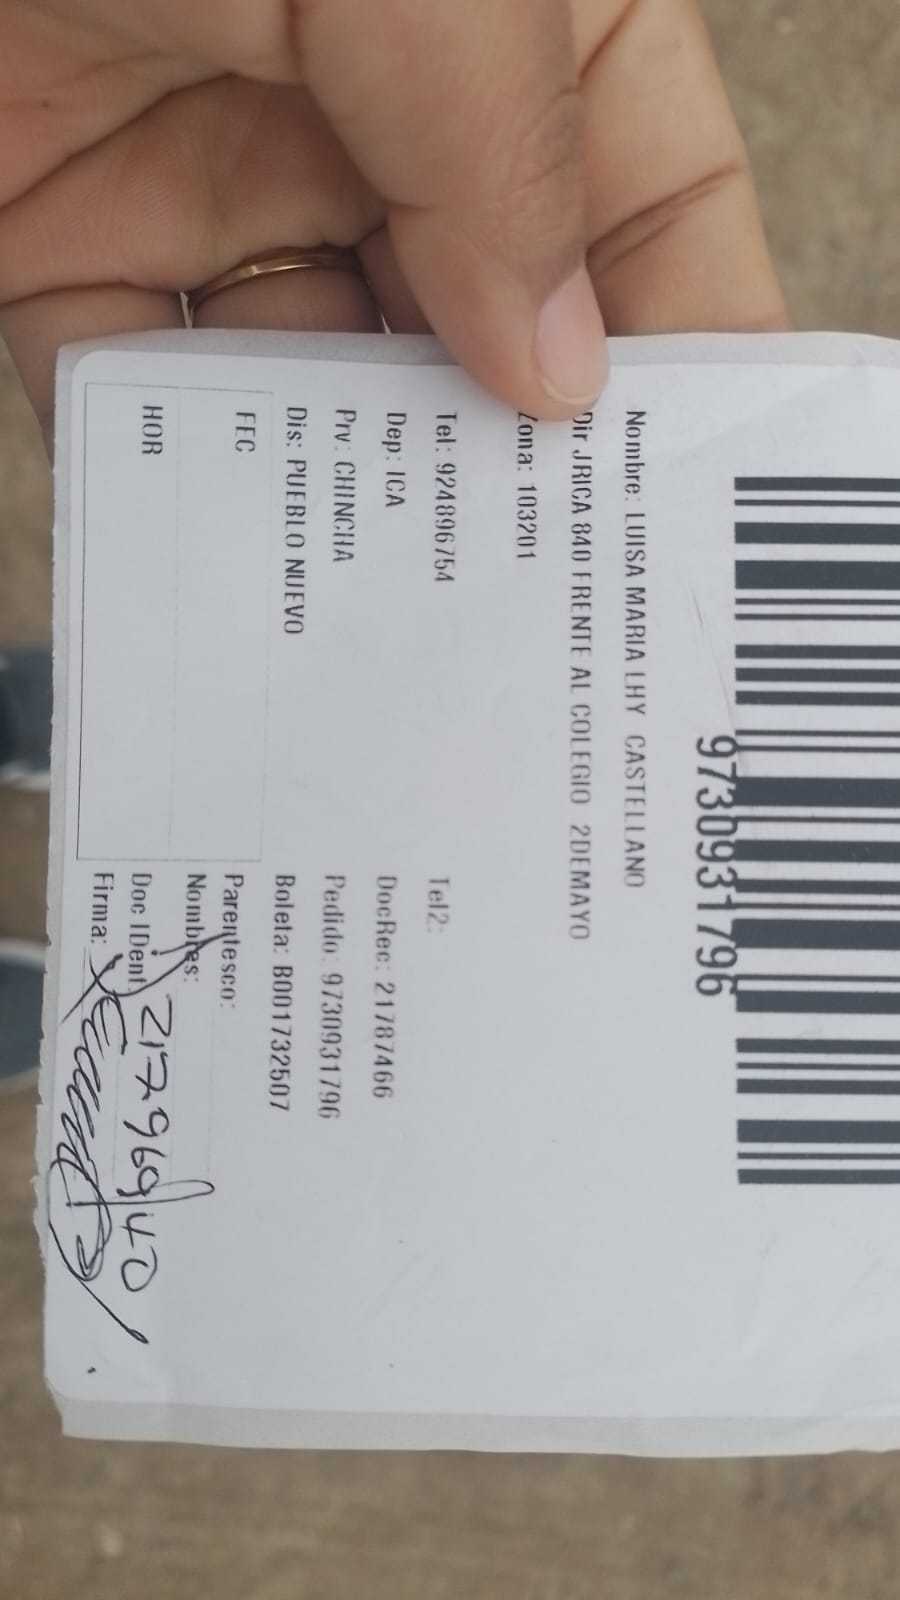 9730931796
Nombre: LUISA MARIA LHY CASTELLANO
Dir JRICA 840 FRENTE AL COLEGIO 2DEMAYO
Zona: 103201
Tel: 924896754 Tel2:
Dep: ICA DocRec: 21787466
Prv: CHINCHA Pedido: 9730931796
Dis: PUEBLO NUEVO Boleta: B001732507
FEC Parentesco:
Nombres:
HOR Doc IDent: 21796940
Firma: